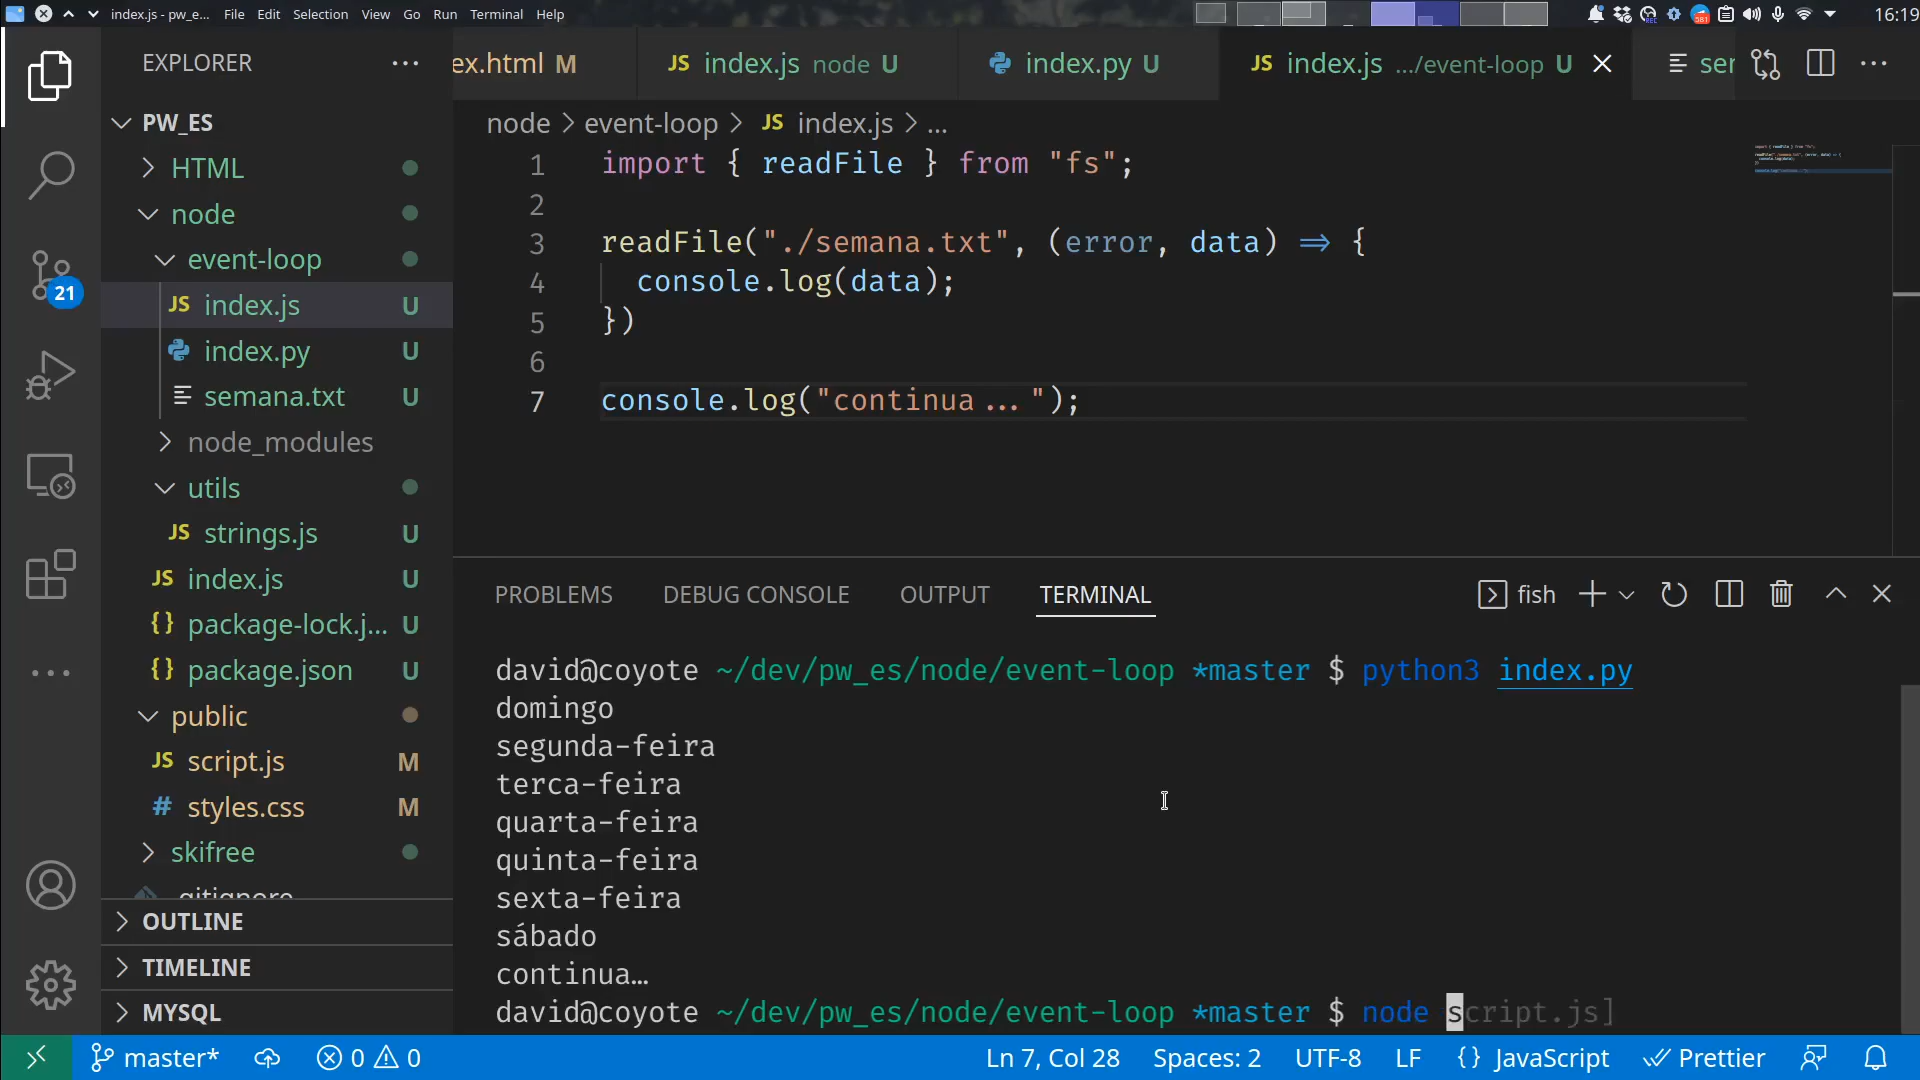 index.js - pw_e... File Edit Selection View Go Run Terminal Help 16:19
EXPLORER
ex.html M
JS index.js node U
index.py U
JS index.js .../event-loop U
ser
node > event-loop > JS index.js > ...
PW_ES
HTML
node
event-loop
JS index.js U
index.py U
semana.txt U
node_modules
utils
JS strings.js U
JS index.js U
{} package-lock.j... U
{} package.json U
public
JS script.js M
# styles.css M
skifree
.gitignore
OUTLINE
TIMELINE
MYSQL
21
1 import { readFile } from "fs";
2
3 readFile("./semana.txt", (error, data) => {
4 console.log(data);
5 })
6
7 console.log("continua...");
PROBLEMS DEBUG CONSOLE OUTPUT TERMINAL fish
david@coyote ~/dev/pw_es/node/event-loop *master $ python3 index.py
domingo
segunda-feira
terca-feira
quarta-feira
quinta-feira
sexta-feira
sábado
continua…
david@coyote ~/dev/pw_es/node/event-loop *master $ node script.js]
master* 0 0 Ln 7, Col 28 Spaces: 2 UTF-8 LF {} JavaScript Prettier